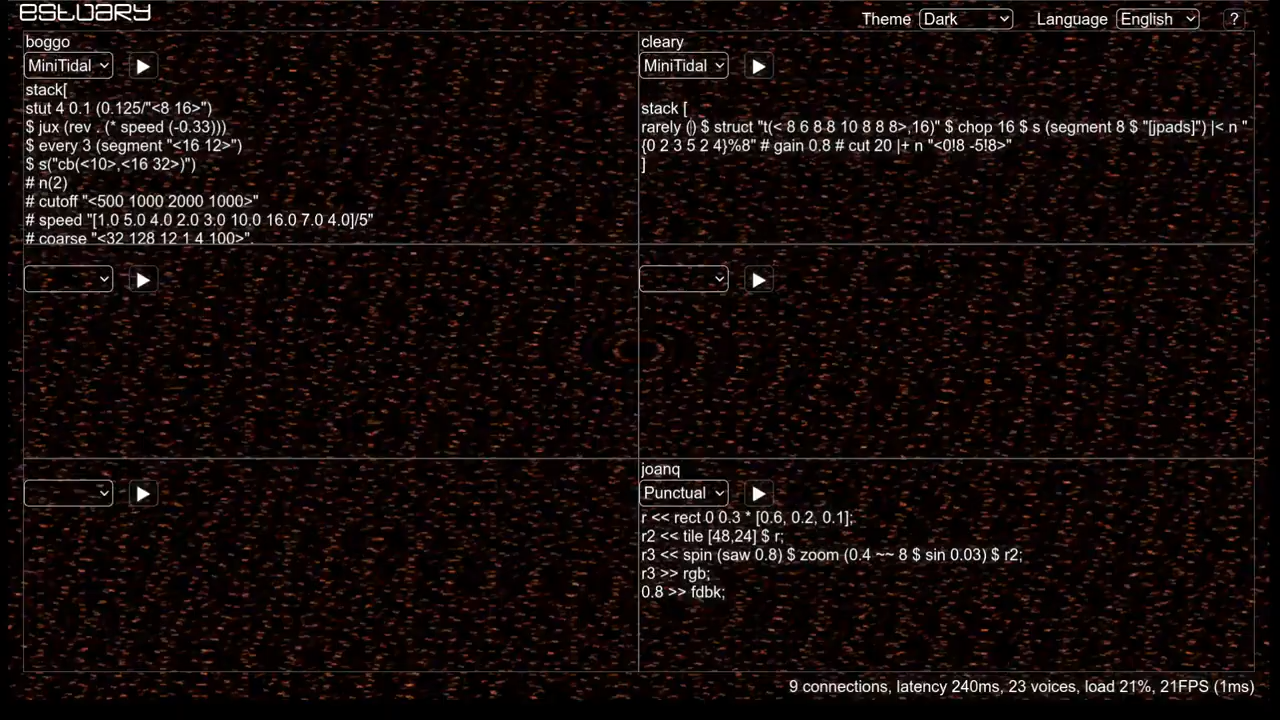 estuary
Theme Dark Language English ?
boggo
MiniTidal
stack[
stut 4 0.1 (0.125/"<8 16>")
$ jux (rev . (* speed (-0.33)))
$ every 3 (segment "<16 12>")
$ s("cb(<10>,<16 32>)")
# n(2)
# cutoff "<500 1000 2000 1000>"
# speed "[1.0 5.0 4.0 2.0 3.0 10.0 16.0 7.0 4.0]/5"
# coarse "<32 128 12 1 4 100>",
cleary
MiniTidal
stack [
rarely () $ struct "t(< 8 6 8 8 10 8 8 8>,16)" $ chop 16 $ s (segment 8 $ "[jpads]") |< n "
{0 2 3 5 2 4}%8" # gain 0.8 # cut 20 |+ n "<0!8 -5!8>"
]
joanq
Punctual
r << rect 0 0.3 * [0.6, 0.2, 0.1];
r2 << tile [48,24] $ r;
r3 << spin (saw 0.8) $ zoom (0.4 ~~ 8 $ sin 0.03) $ r2;
r3 >> rgb;
0.8 >> fdbk;
9 connections, latency 240ms, 23 voices, load 21%, 21FPS (1ms)